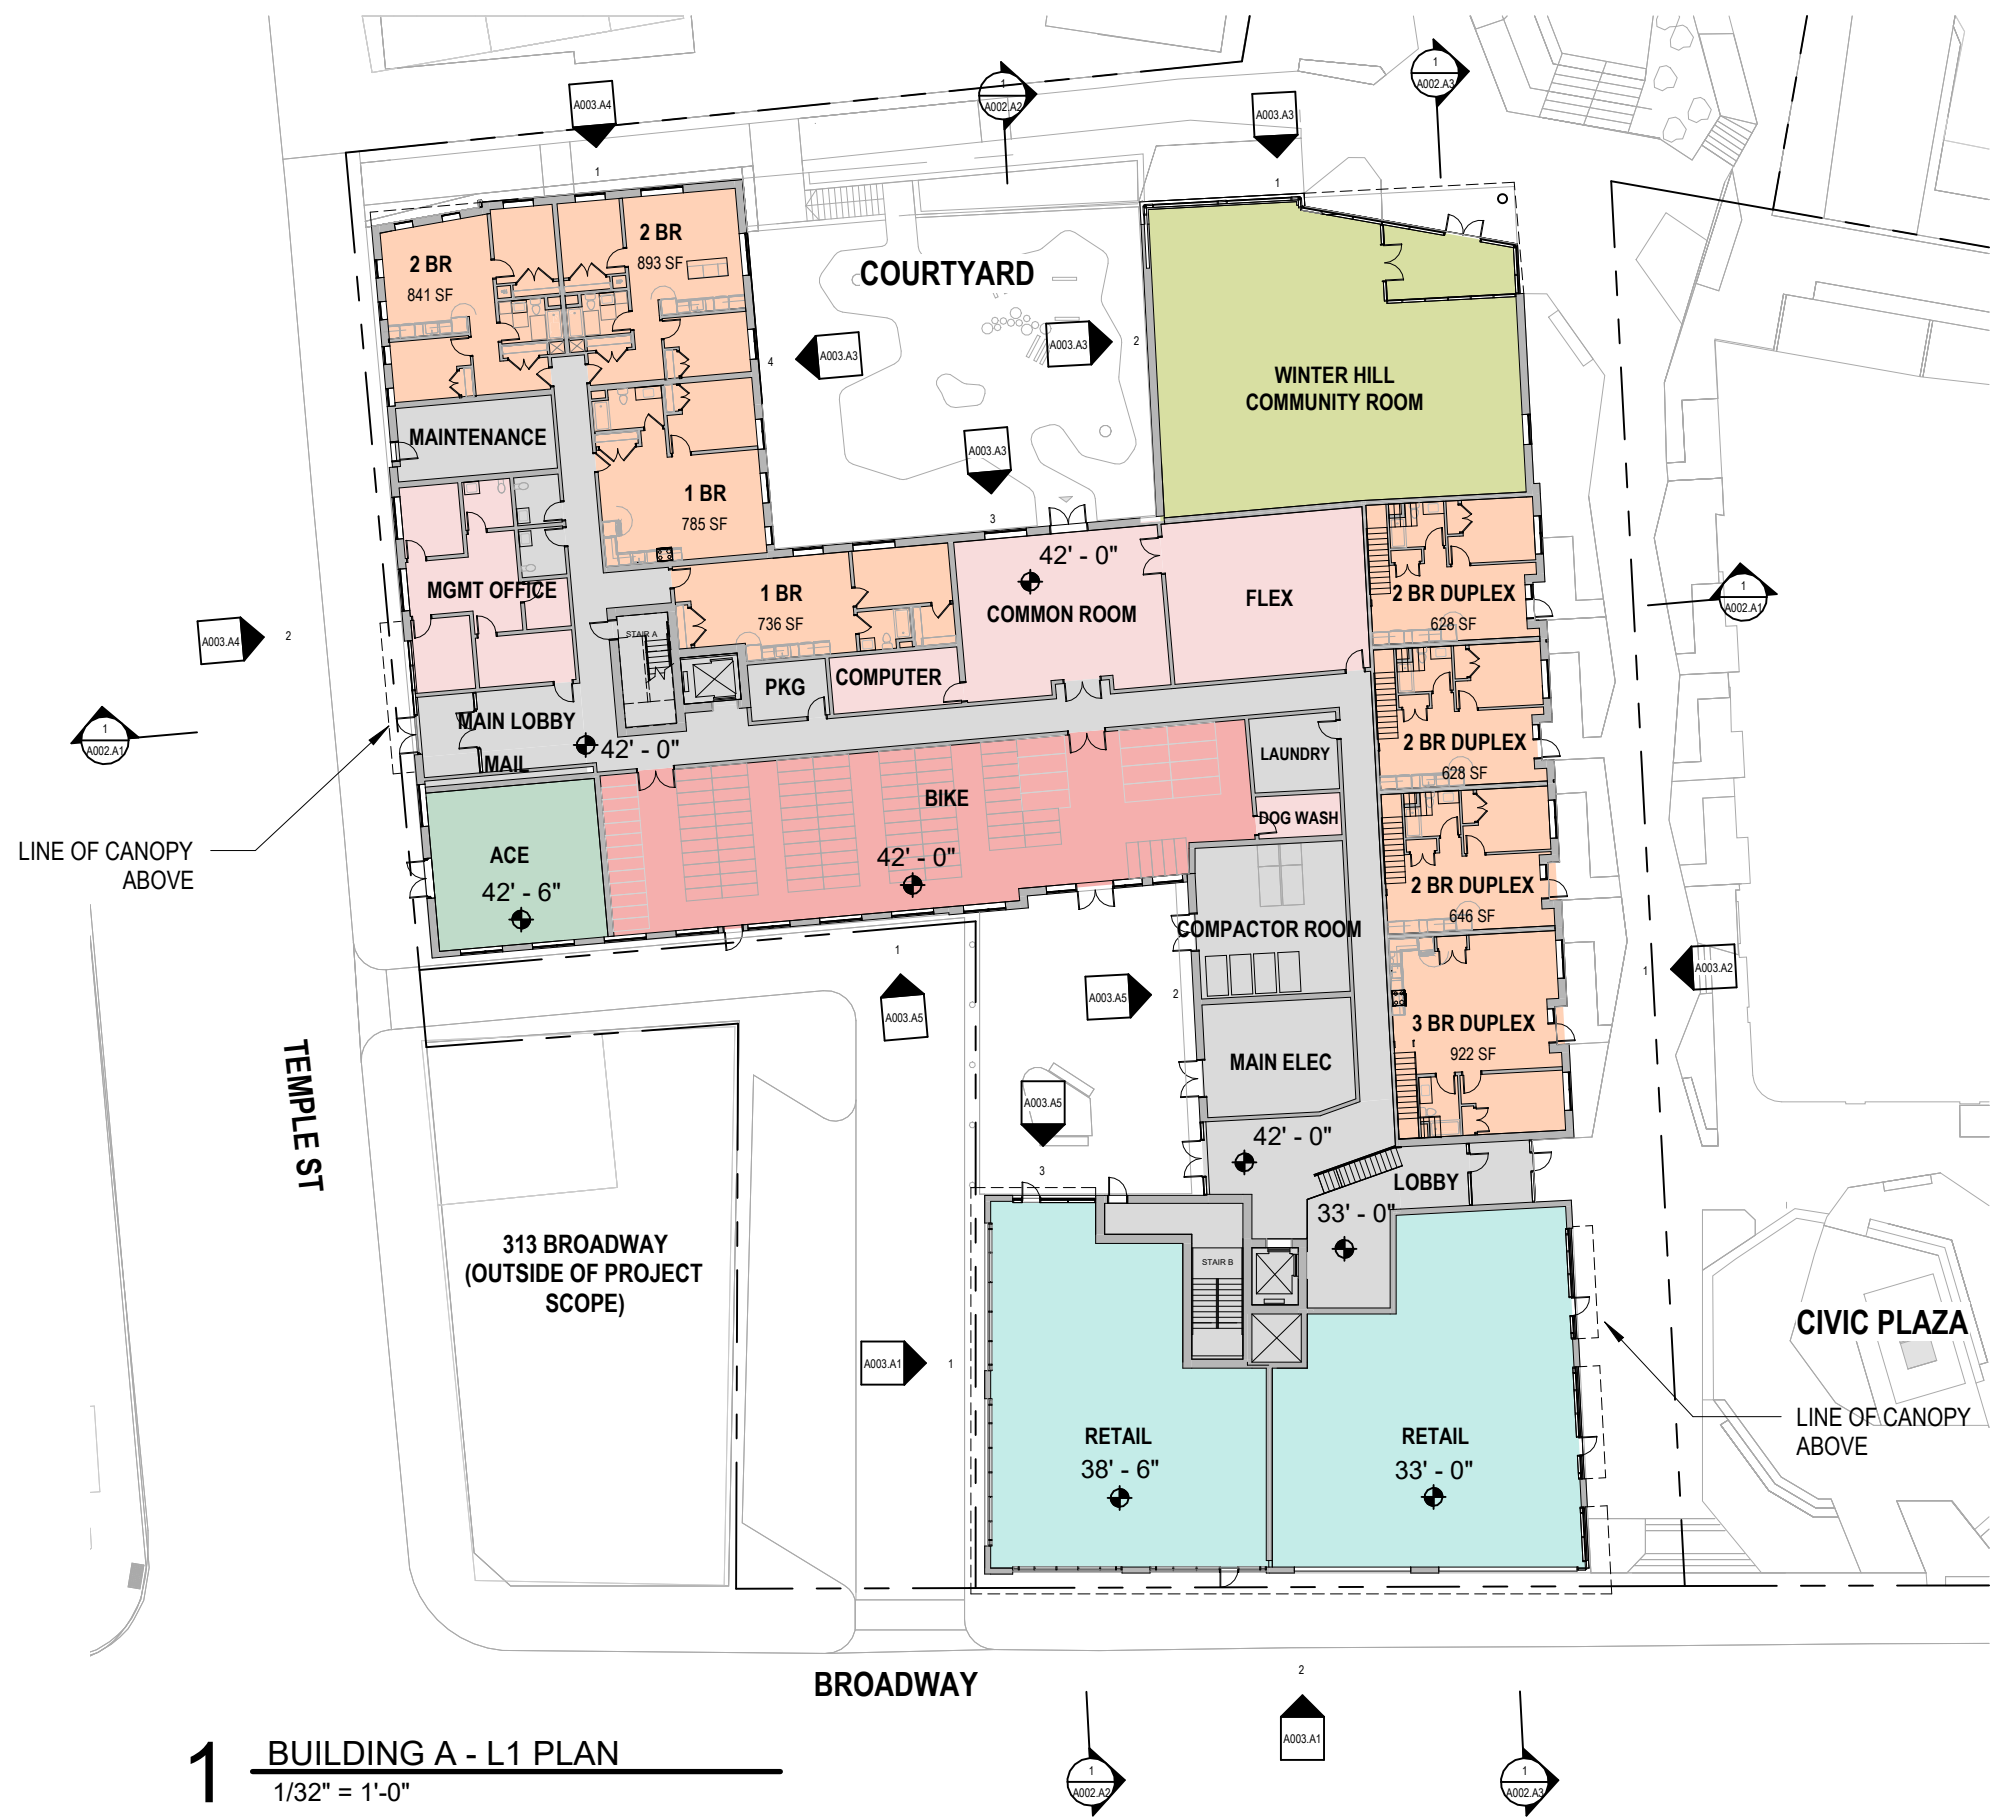 1
A002.A3
1
A002.A2
A003.A4
A003.A3
1
1
2 BR
893 SF
2 BR
841 SF
COURTYARD
A003.A3
4
A003.A3
2
WINTER HILL
COMMUNITY ROOM
MAINTENANCE
A003.A3
3
1 BR
785 SF
42' - 0"
COMMON ROOM
FLEX
MGMT OFFICE
1 BR
736 SF
2 BR DUPLEX
628 SF
1
A002.A1
A003.A4
2
STAIR A
COMPUTER
PKG
MAIN LOBBY
42' - 0"
MAIL
1
A002.A1
LAUNDRY
2 BR DUPLEX
628 SF
BIKE
DOG WASH
LINE OF CANOPY
ABOVE
ACE
42' - 6"
42' - 0"
2 BR DUPLEX
646 SF
COMPACTOR ROOM
1
A003.A5
A003.A5
2
1
A003.A2
3 BR DUPLEX
922 SF
MAIN ELEC
TEMPLE ST
A003.A5
3
42' - 0"
LOBBY
33' - 0"
313 BROADWAY
(OUTSIDE OF PROJECT
SCOPE)
STAIR B
CIVIC PLAZA
A003.A1
1
LINE OF CANOPY
ABOVE
RETAIL
38' - 6"
RETAIL
33' - 0"
BROADWAY
2
A003.A1
1
A002.A2
1
A002.A3
1
BUILDING A - L1 PLAN
1/32" = 1'-0"